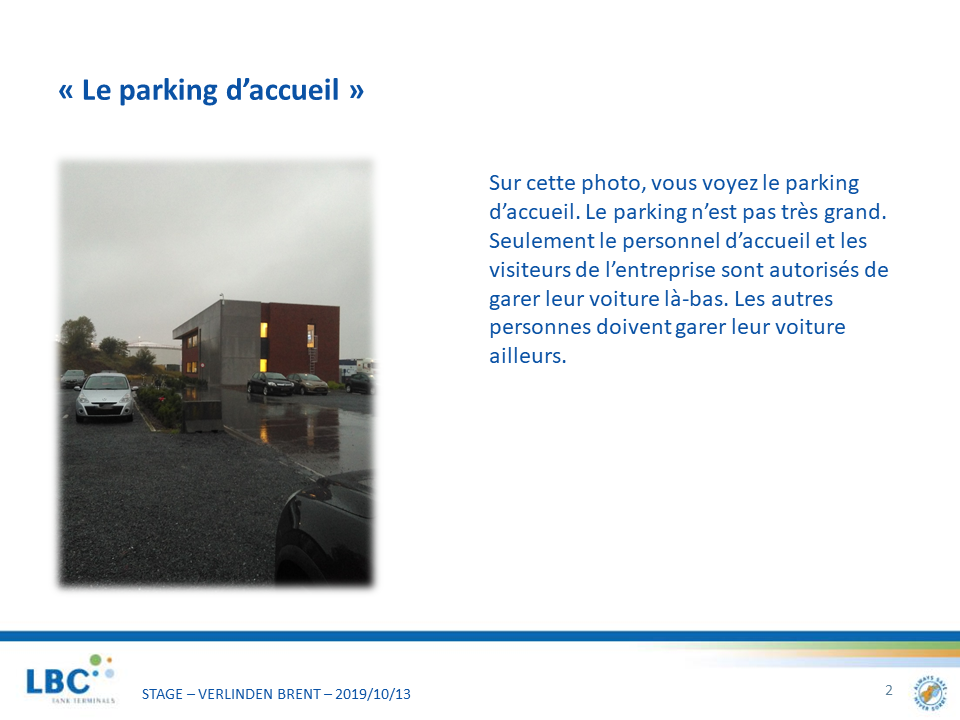 « Le parking d’accueil »
Sur cette photo, vous voyez le parking
d’accueil. Le parking n’est pas très grand.
Seulement le personnel d’accueil et les
visiteurs de l’entreprise sont autorisés de
garer leur voiture là-bas. Les autres
personnes doivent garer leur voiture
ailleurs.
LBC
TANK TERMINALS
STAGE – VERLINDEN BRENT – 2019/10/13
2
ALWAYS SAFE
NEVER SORRY